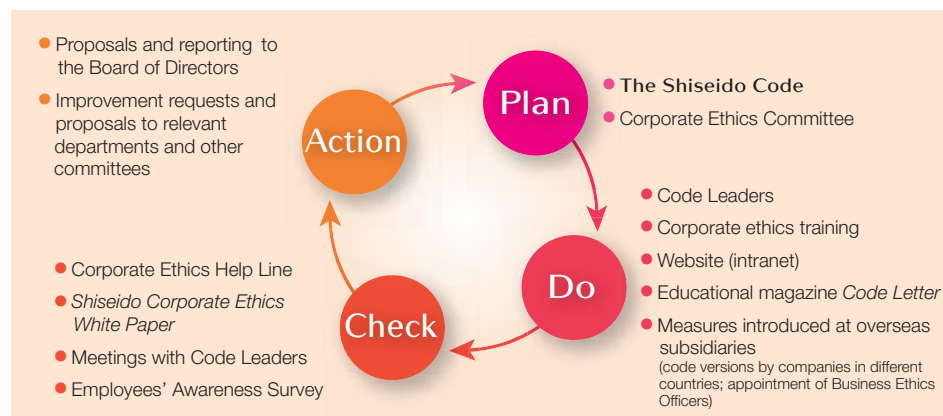 Plan
● The Shiseido Code
● Corporate Ethics Committee
Do
● Code Leaders
● Corporate ethics training
● Website (intranet)
● Educational magazine Code Letter
● Measures introduced at overseas
subsidiaries
(code versions by companies in different
countries; appointment of Business Ethics
Officers)
Check
● Corporate Ethics Help Line
● Shiseido Corporate Ethics
White Paper
● Meetings with Code Leaders
● Employees’ Awareness Survey
Action
● Proposals and reporting to
the Board of Directors
● Improvement requests and
proposals to relevant
departments and other
committees